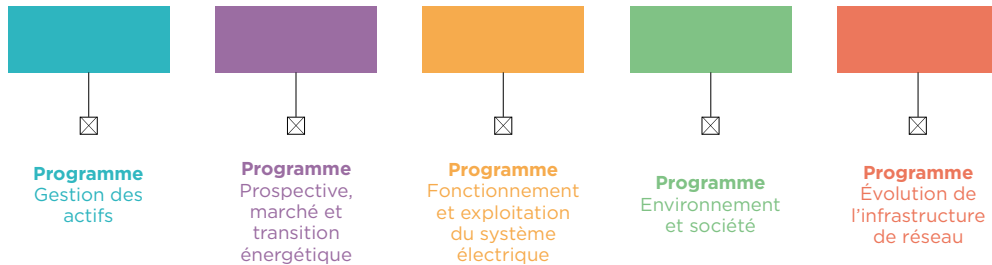 Programme
Gestion des
actifs
Programme
Prospective,
marché et
transition
énergétique
Programme
Fonctionnement
et exploitation
du système
électrique
Programme
Environnement
et société
Programme
Évolution de
l’infrastructure
de réseau